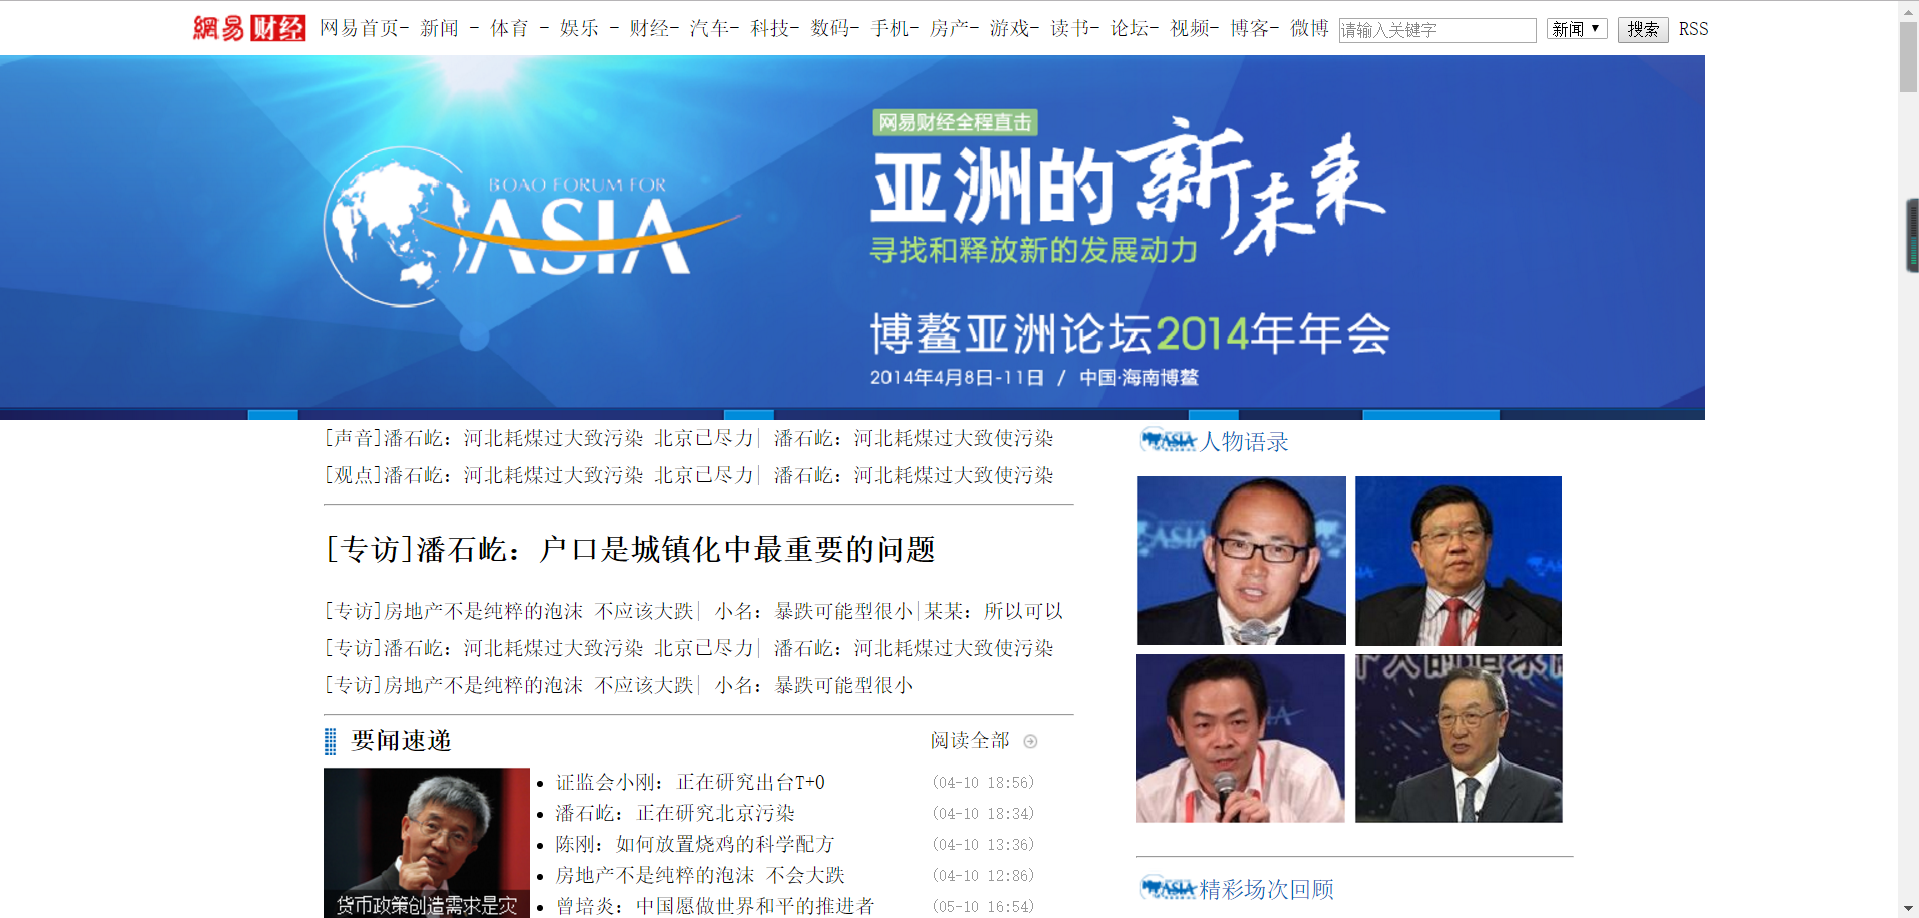 網易 财经 网易首页- 新闻 - 体育 - 娱乐 - 财经- 汽车- 科技- 数码- 手机- 房产- 游戏- 读书- 论坛- 视频- 博客- 微博 请输入关键字 新闻 搜索 RSS
网易财经全程直击
亚洲的新未来
寻找和释放新的发展动力
BOAO FORUM FOR
ASIA
博鳌亚洲论坛2014年年会
2014年4月8日-11日 / 中国·海南博鳌
[声音]潘石屹：河北耗煤过大致污染 北京已尽力| 潘石屹：河北耗煤过大致使污染
[观点]潘石屹：河北耗煤过大致污染 北京已尽力| 潘石屹：河北耗煤过大致使污染
[专访]潘石屹：户口是城镇化中最重要的问题
[专访]房地产不是纯粹的泡沫 不应该大跌| 小名：暴跌可能型很小|某某：所以可以
[专访]潘石屹：河北耗煤过大致污染 北京已尽力| 潘石屹：河北耗煤过大致使污染
[专访]房地产不是纯粹的泡沫 不应该大跌| 小名：暴跌可能型很小
要闻速递 阅读全部
证监会小刚：正在研究出台T+0 (04-10 18:56)
潘石屹：正在研究北京污染 (04-10 18:34)
陈刚：如何放置烧鸡的科学配方 (04-10 13:36)
房地产不是纯粹的泡沫 不会大跌 (04-10 12:86)
曾培炎：中国愿做世界和平的推进者 (05-10 16:54)
货币政策创造需求是灾
ASIA 人物语录
ASIA 精彩场次回顾